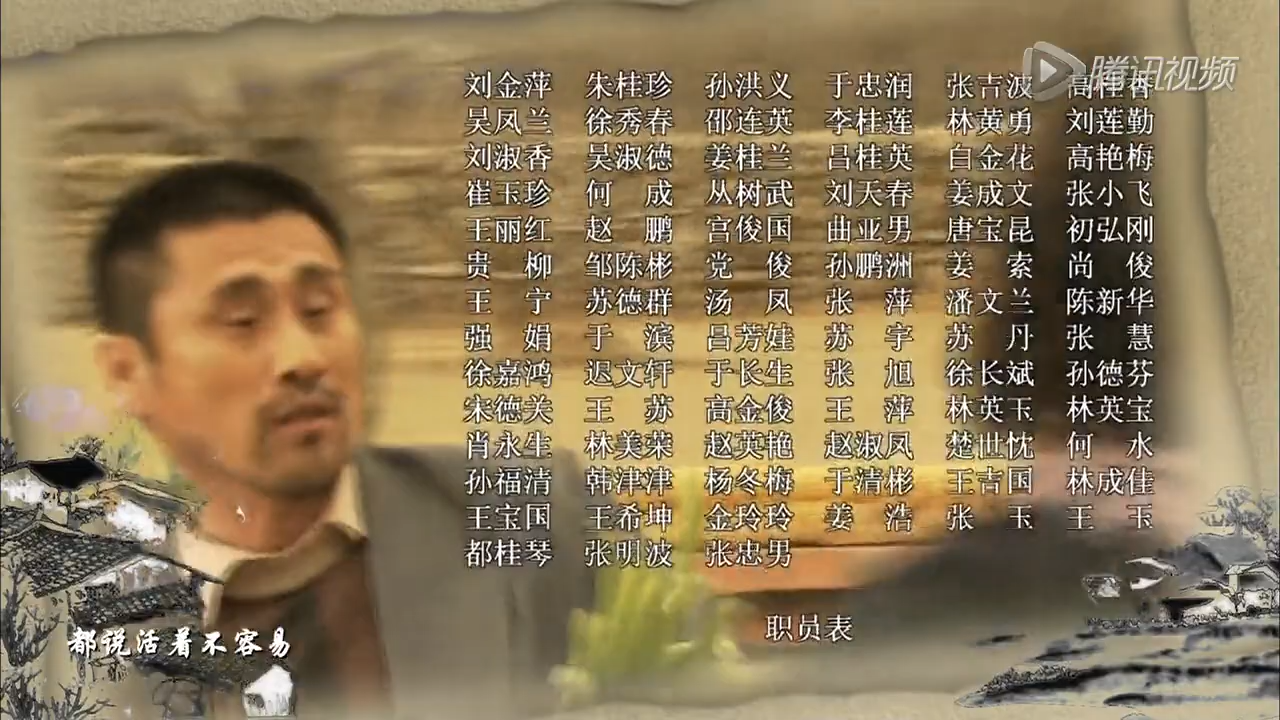 腾讯视频
刘金萍 朱桂珍 孙洪义 于忠润 张吉波 高桂香
吴凤兰 徐秀春 邵连英 李桂莲 林黄勇 刘莲勤
刘淑香 吴淑德 姜桂兰 吕桂英 白金花 高艳梅
崔玉珍 何 成 丛树武 刘天春 姜成文 张小飞
王丽红 赵 鹏 宫俊国 曲亚男 唐宝昆 初弘刚
贵 柳 邹陈彬 党 俊 孙鹏洲 姜 索 尚 俊
王 宁 苏德群 汤 凤 张 萍 潘文兰 陈新华
强 娟 于 滨 吕芳娃 苏 宇 苏 丹 张 慧
徐嘉鸿 迟文轩 于长生 张 旭 徐长斌 孙德芬
宋德关 王 苏 高金俊 王 萍 林英玉 林英宝
肖永生 林美荣 赵英艳 赵淑凤 楚世忱 何 水
孙福清 韩津津 杨冬梅 于清彬 王吉国 林成佳
王宝国 王希坤 金玲玲 姜 浩 张 玉 王 玉
都桂琴 张明波 张忠男
职员表
都说活着不容易